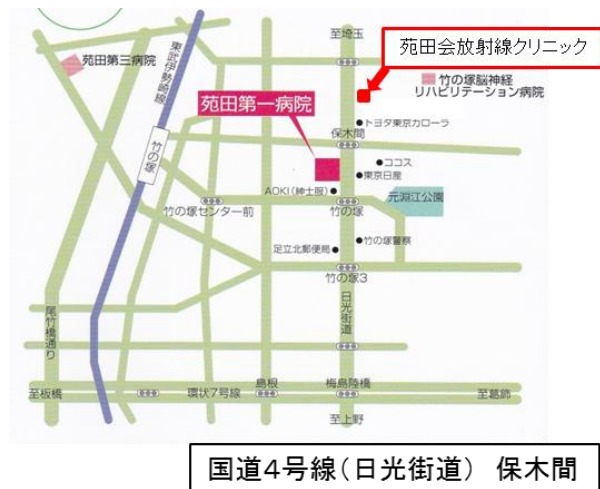 至埼玉
苑田会放射線クリニック
苑田第三病院
東武伊勢崎線
竹の塚脳神経
リハビリテーション病院
苑田第一病院
トヨタ東京カローラ
保木間
竹の塚
ココス
東京日産
AOKI(紳士服)
元淵江公園
竹の塚センター前
竹の塚
竹の塚警察
足立北郵便局
竹の塚3
日光街道
尾竹橋通り
島根
梅島陸橋
至板橋
環状7号線
至葛飾
至上野
国道4号線(日光街道) 保木間